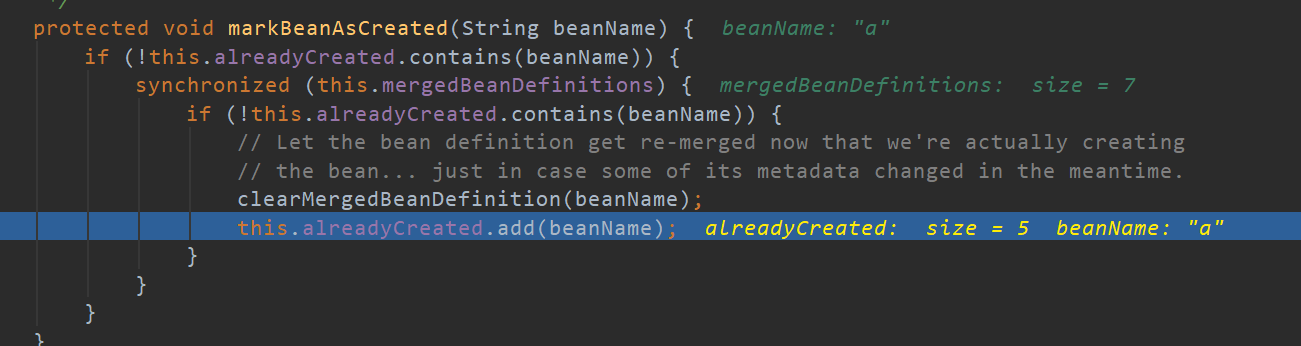 */
protected void markBeanAsCreated(String beanName) {  beanName: "a"
if (!this.alreadyCreated.contains(beanName)) {
synchronized (this.mergedBeanDefinitions) {  mergedBeanDefinitions:  size = 7
if (!this.alreadyCreated.contains(beanName)) {
// Let the bean definition get re-merged now that we're actually creating
// the bean... just in case some of its metadata changed in the meantime.
clearMergedBeanDefinition(beanName);
this.alreadyCreated.add(beanName);  alreadyCreated:  size = 5  beanName: "a"
}
}
}
}